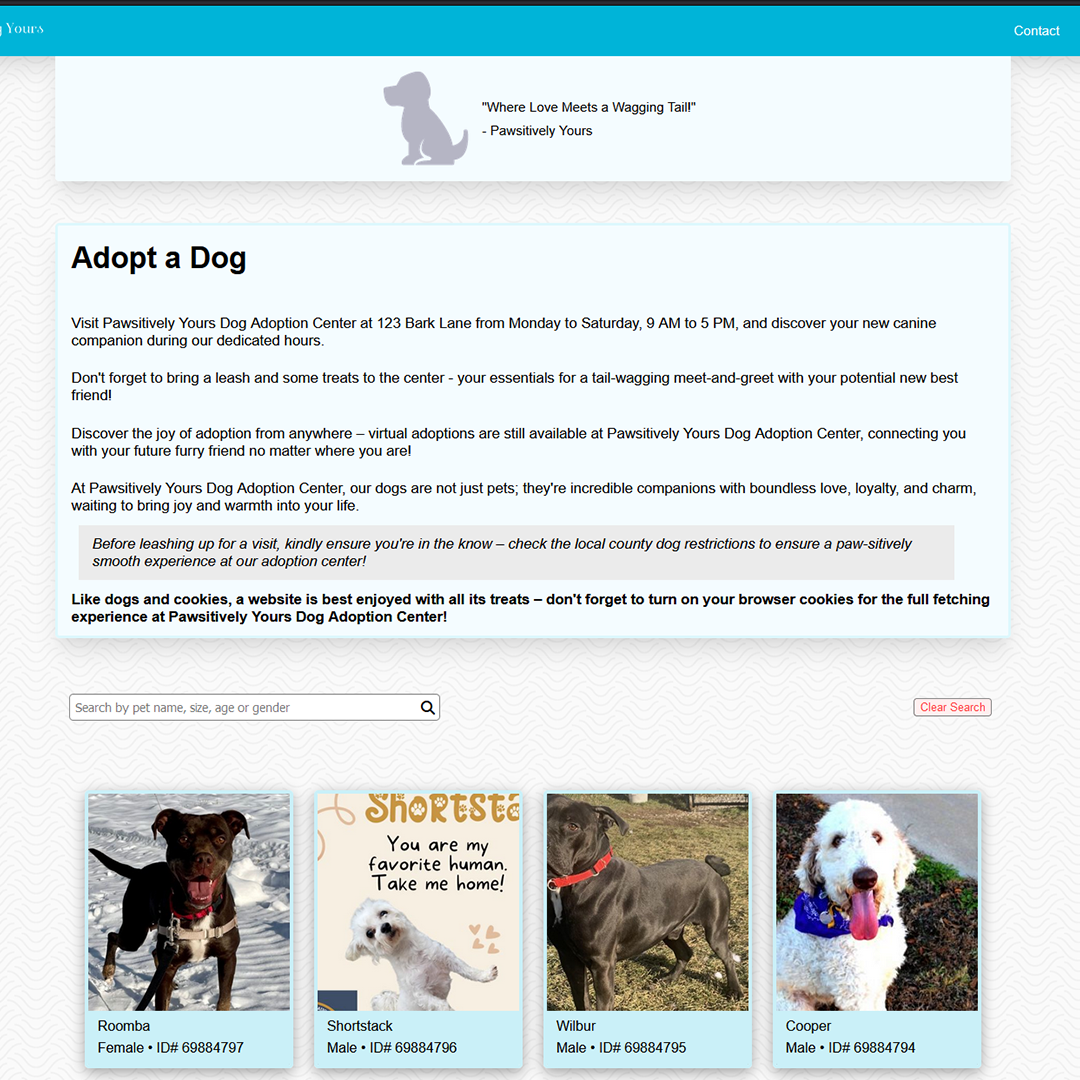 Yours
Contact
"Where Love Meets a Wagging Tail!"
- Pawsitively Yours
Adopt a Dog
Visit Pawsitively Yours Dog Adoption Center at 123 Bark Lane from Monday to Saturday, 9 AM to 5 PM, and discover your new canine
companion during our dedicated hours.
Don't forget to bring a leash and some treats to the center - your essentials for a tail-wagging meet-and-greet with your potential new best
friend!
Discover the joy of adoption from anywhere – virtual adoptions are still available at Pawsitively Yours Dog Adoption Center, connecting you
with your future furry friend no matter where you are!
At Pawsitively Yours Dog Adoption Center, our dogs are not just pets; they're incredible companions with boundless love, loyalty, and charm,
waiting to bring joy and warmth into your life.
Before leashing up for a visit, kindly ensure you're in the know – check the local county dog restrictions to ensure a paw-sitively
smooth experience at our adoption center!
Like dogs and cookies, a website is best enjoyed with all its treats – don't forget to turn on your browser cookies for the full fetching
experience at Pawsitively Yours Dog Adoption Center!
Search by pet name, size, age or gender
Clear Search
Shortsta
You are my
favorite human.
Take me home!
Roomba
Female • ID# 69884797
Shortstack
Male • ID# 69884796
Wilbur
Male • ID# 69884795
Cooper
Male • ID# 69884794